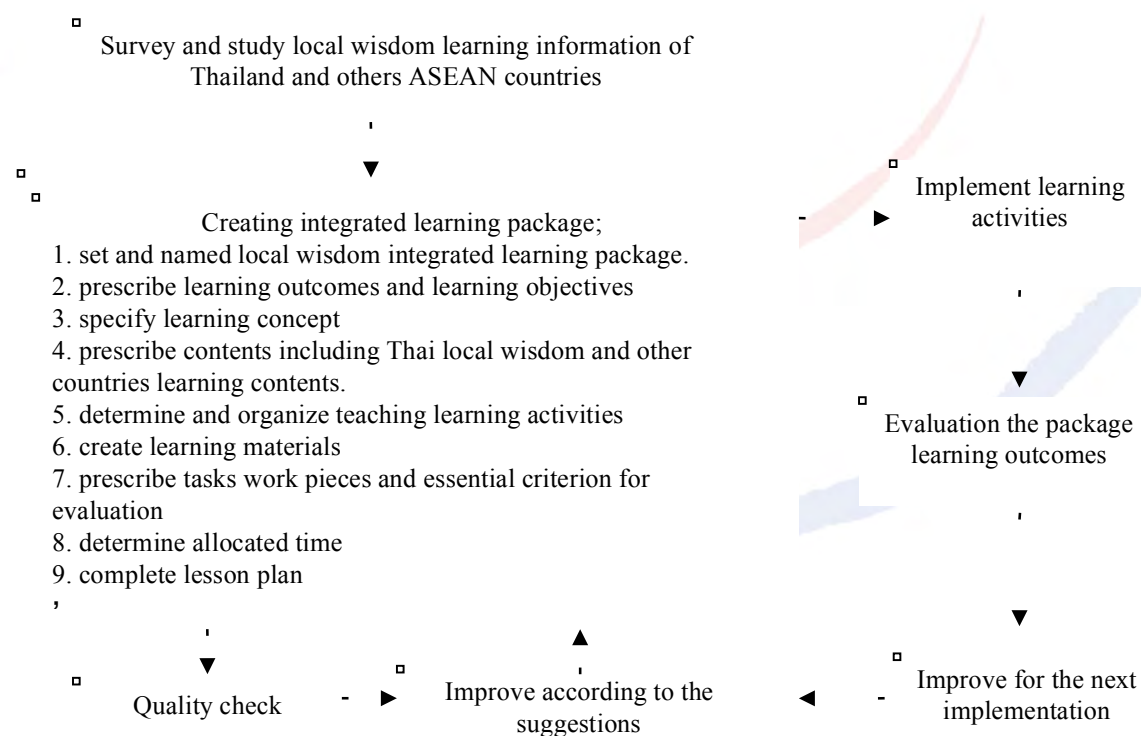 Survey and study local wisdom learning information of
Thailand and others ASEAN countries
Creating integrated learning package;
1. set and named local wisdom integrated learning package.
2. prescribe learning outcomes and learning objectives
3. specify learning concept
4. prescribe contents including Thai local wisdom and other
countries learning contents.
5. determine and organize teaching learning activities
6. create learning materials
7. prescribe tasks work pieces and essential criterion for
evaluation
8. determine allocated time
9. complete lesson plan
,
Implement learning
activities
Evaluation the package
learning outcomes
Improve for the next
implementation
Quality check
Improve according to the
suggestions